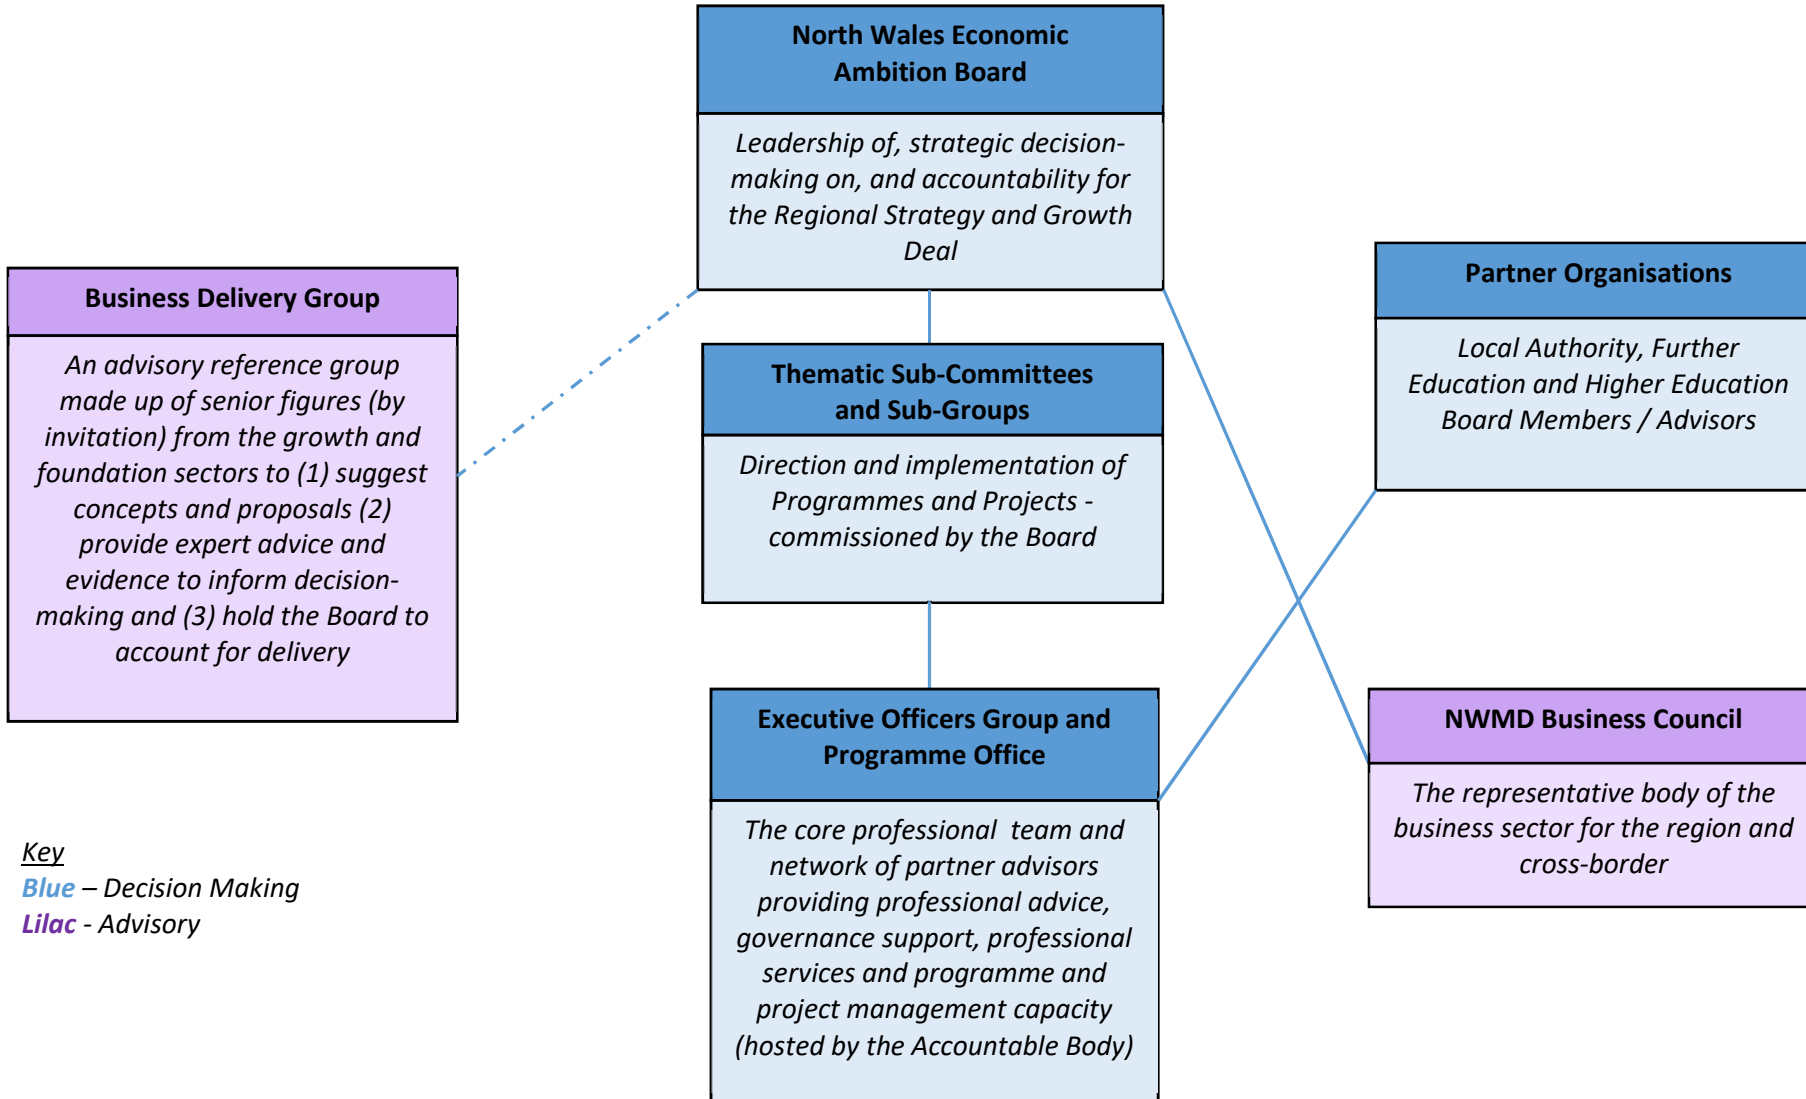 North Wales Economic
Ambition Board
Leadership of, strategic decision-
making on, and accountability for
the Regional Strategy and Growth
Deal
Business Delivery Group
An advisory reference group
made up of senior figures (by
invitation) from the growth and
foundation sectors to (1) suggest
concepts and proposals (2)
provide expert advice and
evidence to inform decision-
making and (3) hold the Board to
account for delivery
Thematic Sub-Committees
and Sub-Groups
Direction and implementation of
Programmes and Projects -
commissioned by the Board
Partner Organisations
Local Authority, Further
Education and Higher Education
Board Members / Advisors
Executive Officers Group and
Programme Office
The core professional  team and
network of partner advisors
providing professional advice,
governance support, professional
services and programme and
project management capacity
(hosted by the Accountable Body)
NWMD Business Council
The representative body of the
business sector for the region and
cross-border
Key
Blue – Decision Making
Lilac - Advisory